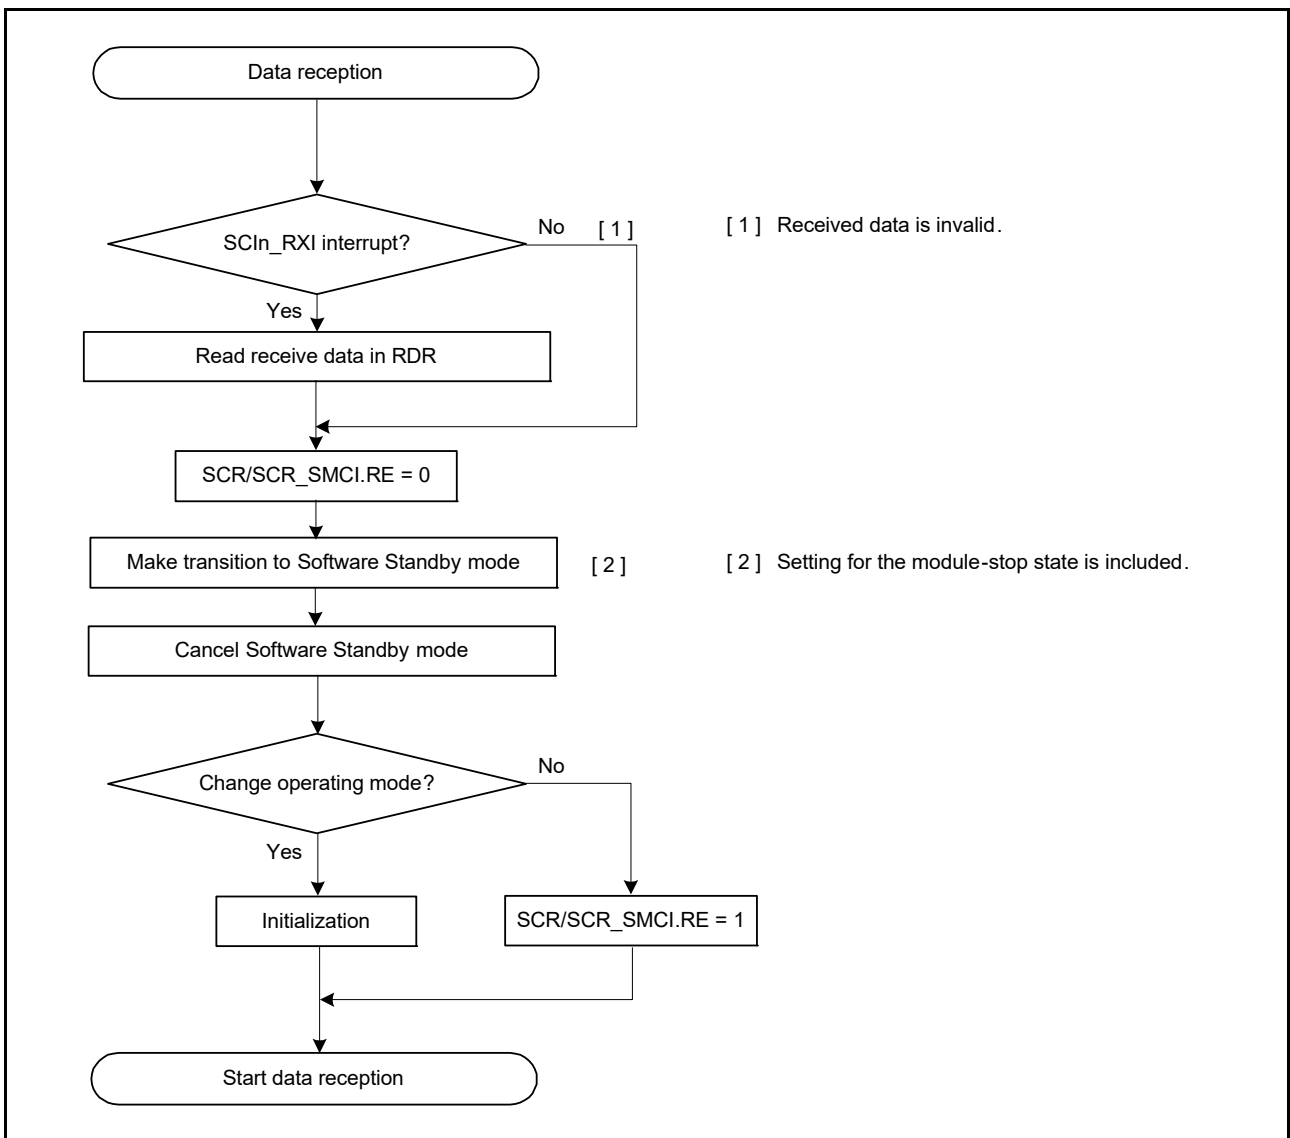 Data reception
SCIn_RXI interrupt?
No [ 1 ]
[ 1 ] Received data is invalid.
Yes
Read receive data in RDR
SCR/SCR_SMCI.RE = 0
Make transition to Software Standby mode
[ 2 ]
[ 2 ] Setting for the module-stop state is included.
Cancel Software Standby mode
Change operating mode?
No
Yes
Initialization
SCR/SCR_SMCI.RE = 1
Start data reception